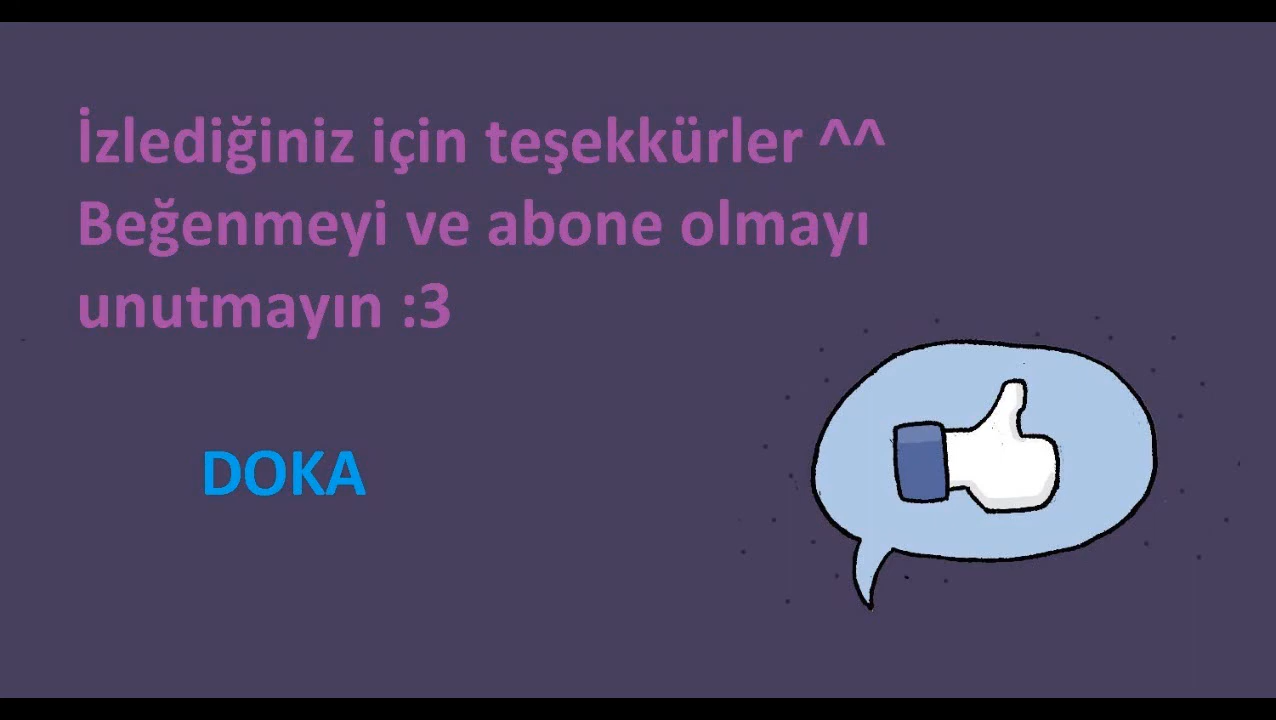 İzlediğiniz için teşekkürler ^^
Beğenmeyi ve abone olmayı
unutmayın :3
DOKA